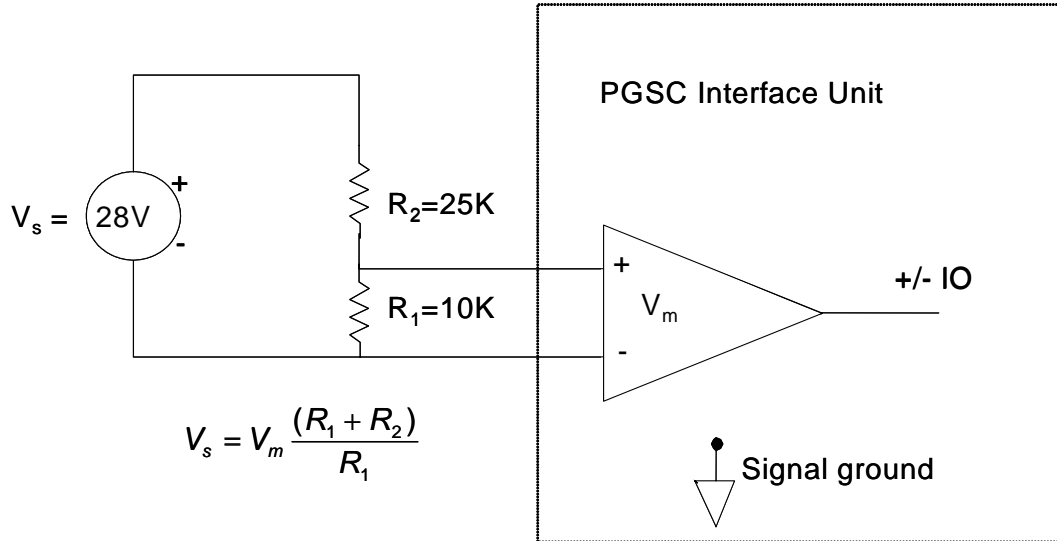 PGSC Interface Unit
V_s = 28V
+
-
R_2=25K
R_1=10K
+
V_m
-
+/- IO
V_s = V_m (R_1 + R_2) / R_1
Signal ground